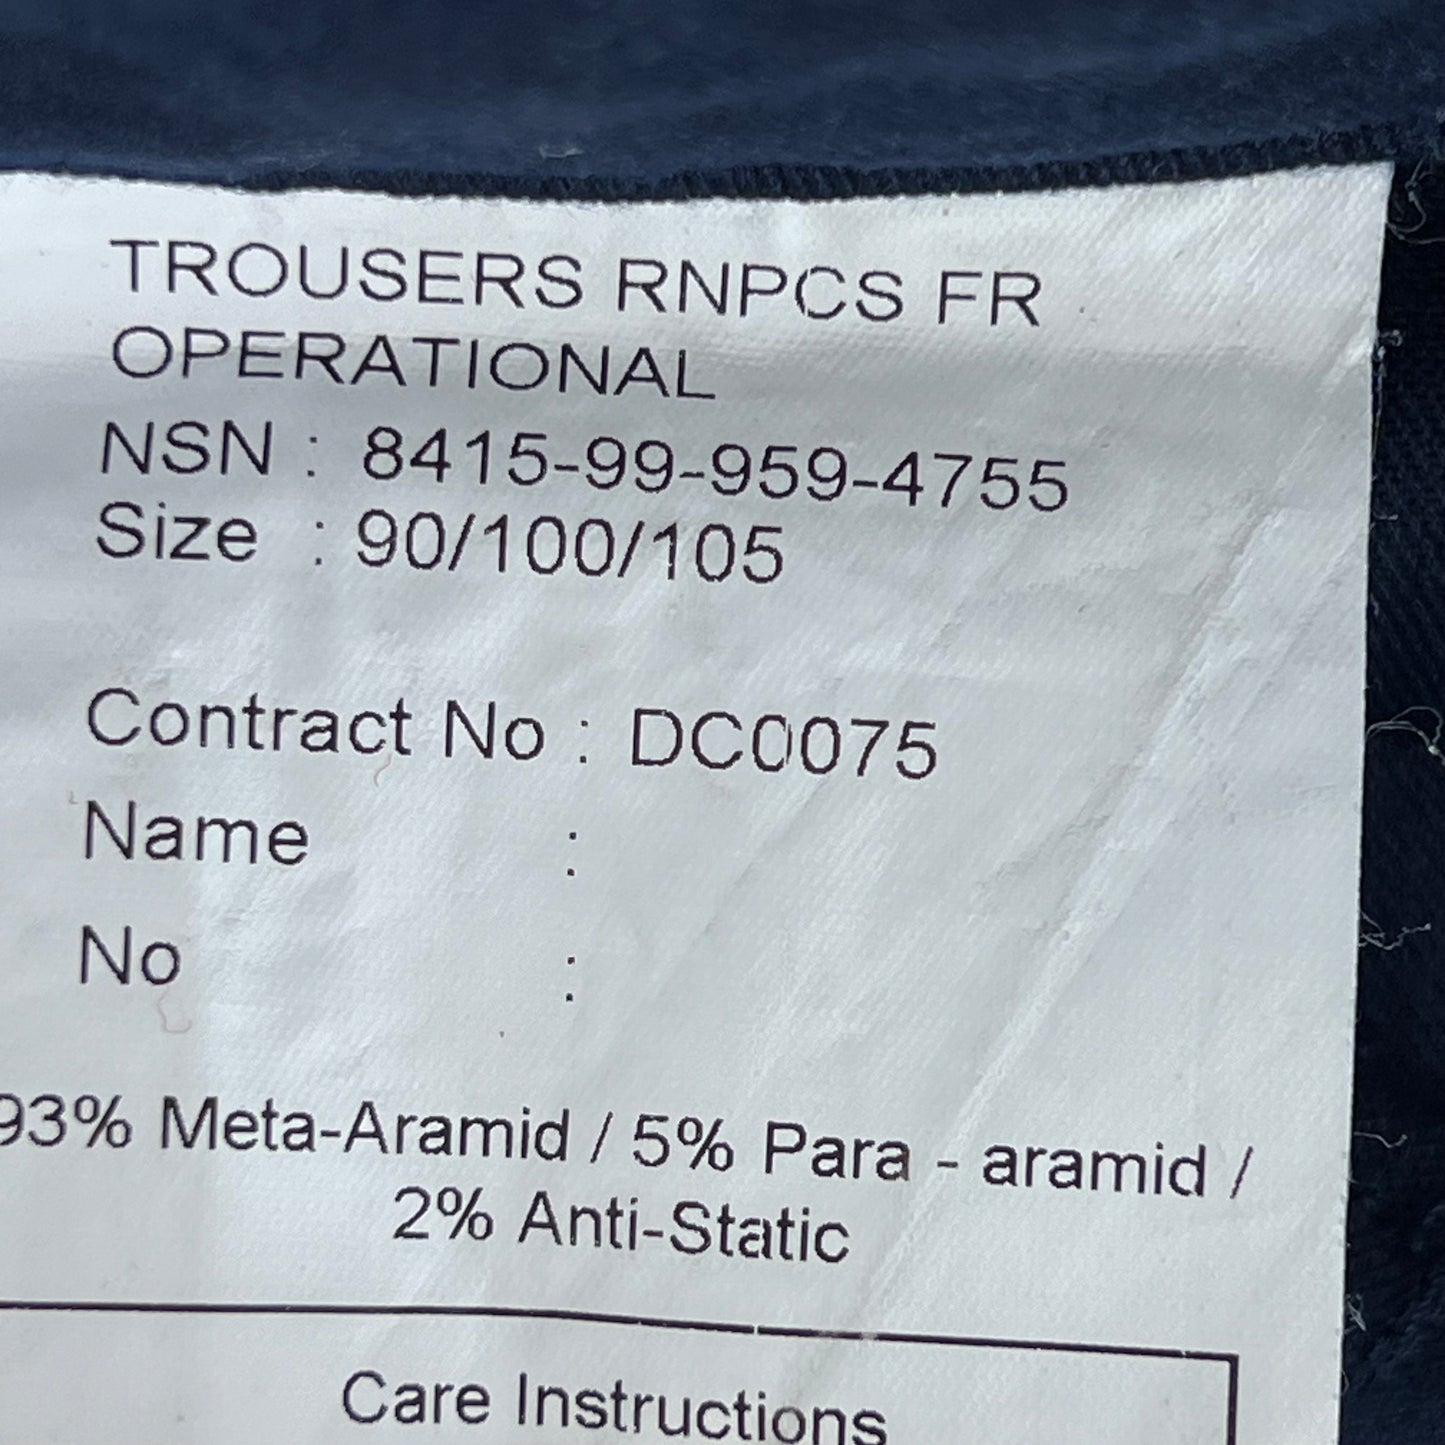 TROUSERS RNPCS FR
OPERATIONAL
NSN : 8415-99-959-4755
Size : 90/100/105
Contract No : DC0075
Name :
No :
93% Meta-Aramid / 5% Para - aramid /
2% Anti-Static
Care Instructions